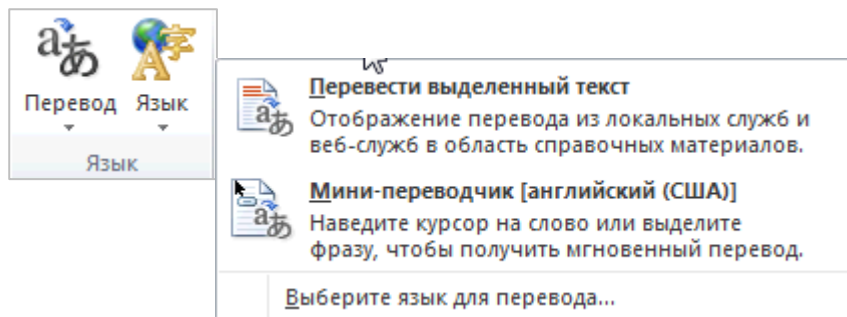 Перевод Язык
Язык
Перевести выделенный текст
Отображение перевода из локальных служб и
веб-служб в область справочных материалов.
Мини-переводчик [английский (США)]
Наведите курсор на слово или выделите
фразу, чтобы получить мгновенный перевод.
Выберите язык для перевода...